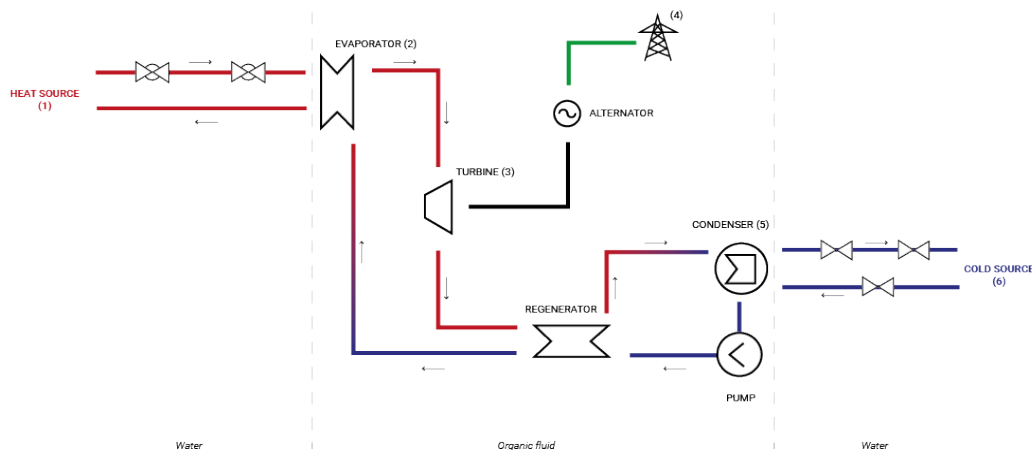 (4)
EVAPORATOR (2)
HEAT SOURCE
(1)
ALTERNATOR
TURBINE (3)
CONDENSER (5)
COLD SOURCE
(6)
REGENERATOR
PUMP
Water
Organic fluid
Water